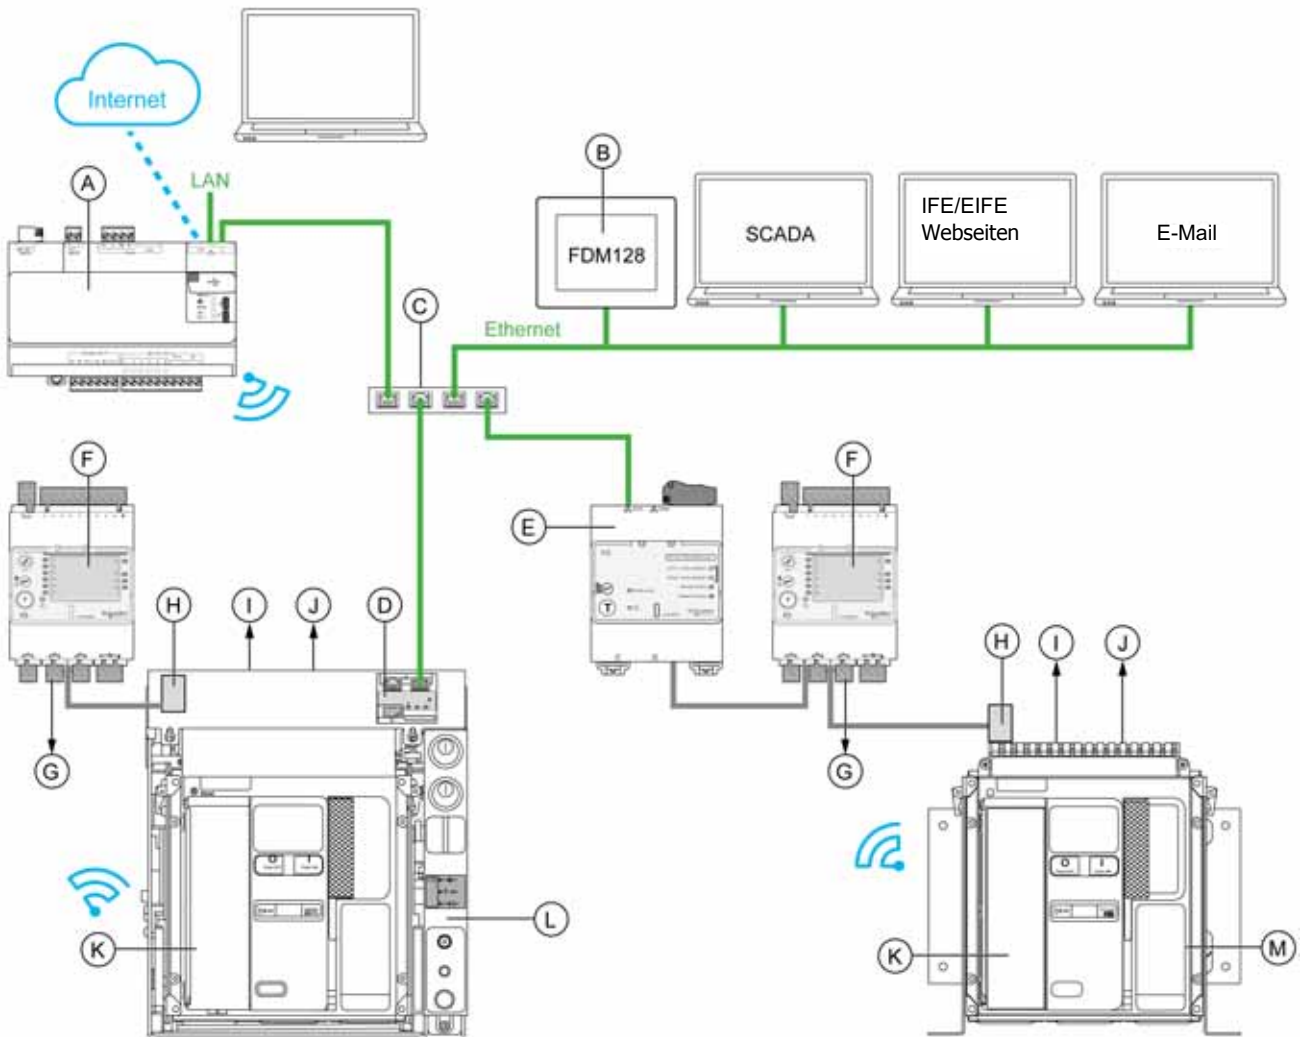 Internet
A
LAN
B
FDM128
SCADA
IFE/EIFE
Webseiten
E-Mail
C
Ethernet
F
F
E
T
H
I
J
D
H
I
J
G
G
K
L
K
M